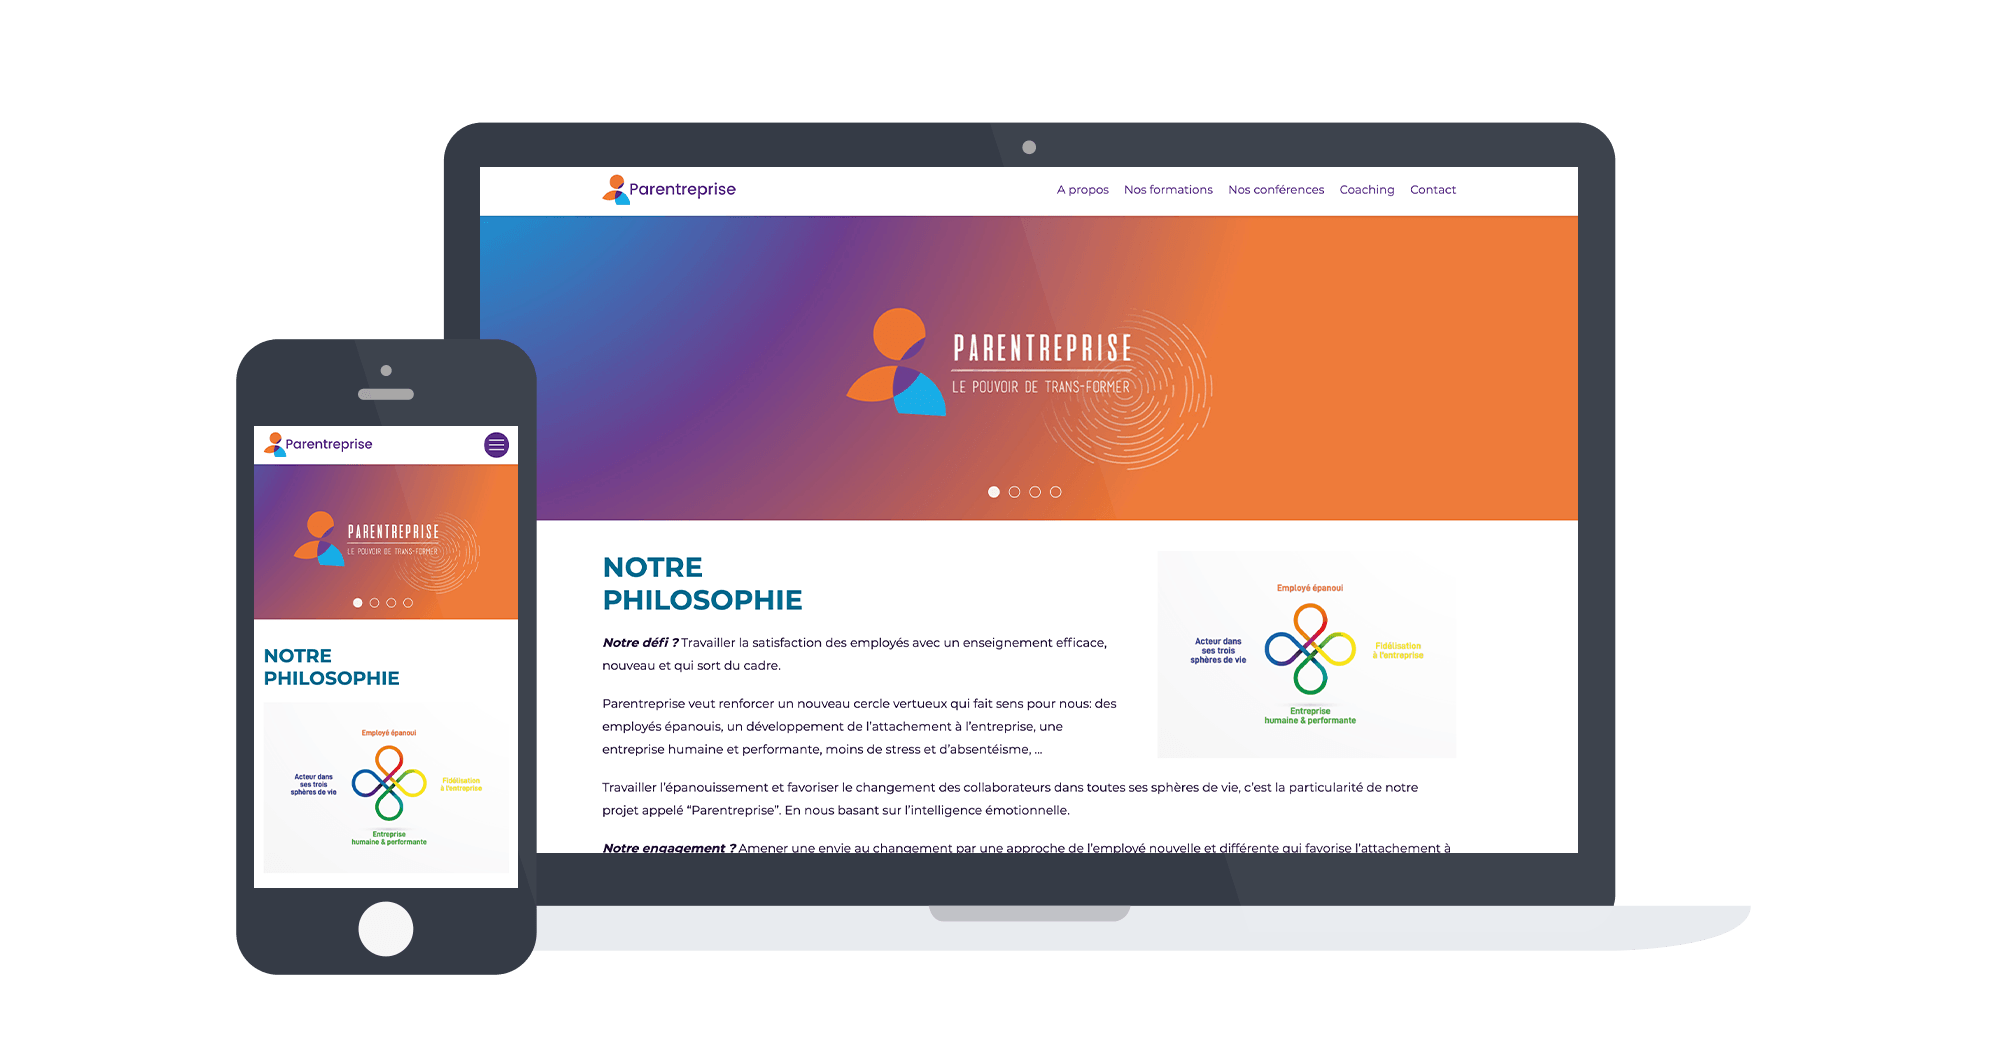 Parentreprise
A propos Nos formations Nos conférences Coaching Contact
PARENTREPRISE
LE POUVOIR DE TRANS-FORMER
NOTRE
PHILOSOPHIE
Notre défi ? Travailler la satisfaction des employés avec un enseignement efficace,
nouveau et qui sort du cadre.
Parentreprise veut renforcer un nouveau cercle vertueux qui fait sens pour nous: des
employés épanouis, un développement de l'attachement à l'entreprise, une
entreprise humaine et performante, moins de stress et d'absentéisme, ...
Employé épanoui
Acteur dans
ses trois
sphères de vie
Fidélisation
à l'entreprise
Entreprise
humaine & performante
Travailler l'épanouissement et favoriser le changement des collaborateurs dans toutes ses sphères de vie, c'est la particularité de notre
projet appelé “Parentreprise”. En nous basant sur l'intelligence émotionnelle.
Notre engagement ? Amener une envie au changement par une approche de l'employé nouvelle et différente qui favorise l'attachement à
Parentreprise
PARENTREPRISE
LE POUVOIR DE TRANS-FORMER
NOTRE
PHILOSOPHIE
Employé épanoui
Acteur dans
ses trois
sphères de vie
Fidélisation
à l'entreprise
Entreprise
humaine & performante